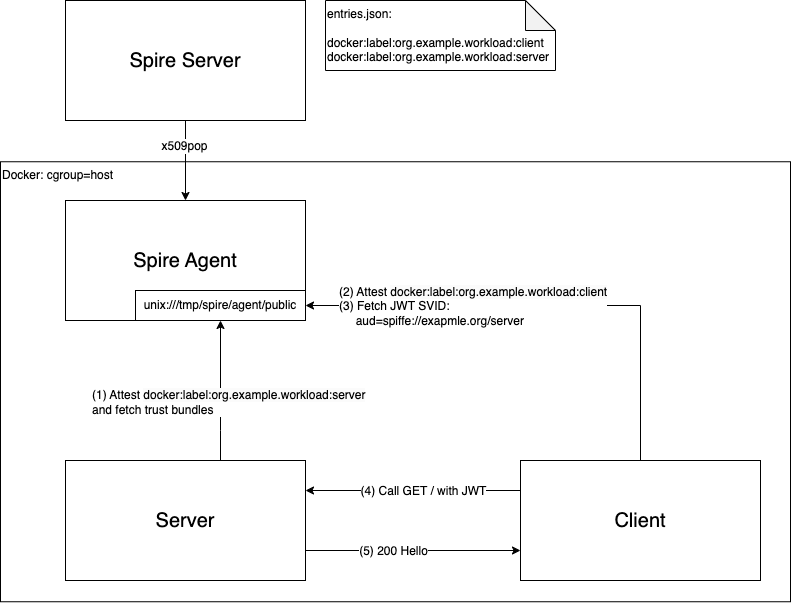 Spire Server
entries.json:
docker:label:org.example.workload:client
docker:label:org.example.workload:server
x509pop
Docker: cgroup=host
Spire Agent
unix:///tmp/spire/agent/public
(2) Attest docker:label:org.example.workload:client
(3) Fetch JWT SVID:
aud=spiffe://exapmle.org/server
(1) Attest docker:label:org.example.workload:server
and fetch trust bundles
Server
(4) Call GET / with JWT
(5) 200 Hello
Client